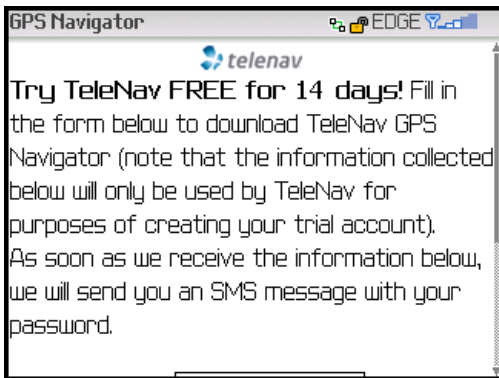 GPS Navigator EDGE
telenav
Try TeleNav FREE for 14 days! Fill in
the form below to download TeleNav GPS
Navigator (note that the information collected
below will only be used by TeleNav for
purposes of creating your trial account).
As soon as we receive the information below,
we will send you an SMS message with your
password.